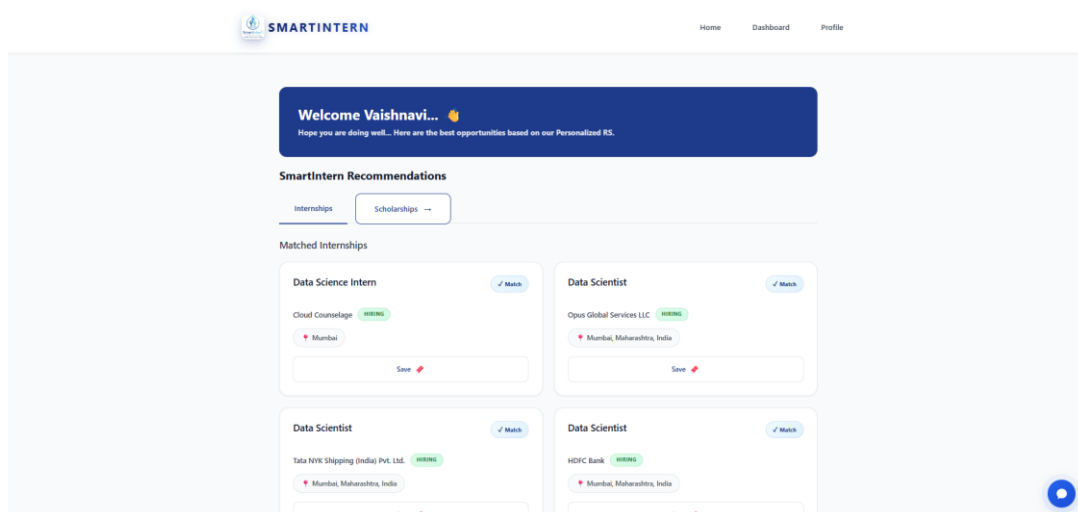 SMARTINTERN
Home Dashboard Profile
Welcome Vaishnavi... 👋
Hope you are doing well... Here are the best opportunities based on our Personalized RS.
SmartIntern Recommendations
Internships
Scholarships →
Matched Internships
Data Science Intern
✓ Match
Cloud Counselage HIRING
📍 Mumbai
Save 📌
Data Scientist
✓ Match
Opus Global Services LLC HIRING
📍 Mumbai, Maharashtra, India
Save 📌
Data Scientist
✓ Match
Tata NYK Shipping (India) Pvt. Ltd. HIRING
📍 Mumbai, Maharashtra, India
Data Scientist
✓ Match
HDFC Bank HIRING
📍 Mumbai, Maharashtra, India